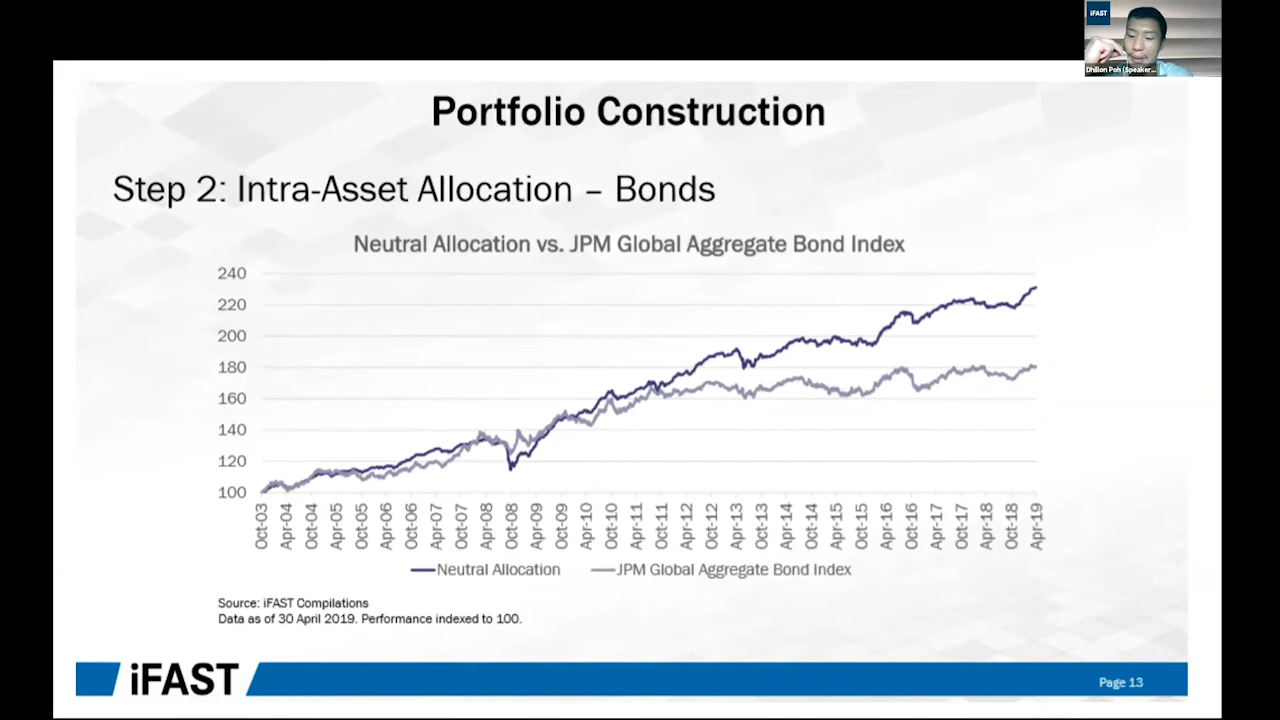 iFAST
Dhilion Poh (Speaker...
Portfolio Construction
Step 2: Intra-Asset Allocation – Bonds
Neutral Allocation vs. JPM Global Aggregate Bond Index
240
220
200
180
160
140
120
100
Oct-03 Apr-04 Oct-04 Apr-05 Oct-05 Apr-06 Oct-06 Apr-07 Oct-07 Apr-08 Oct-08 Apr-09 Oct-09 Apr-10 Oct-10 Apr-11 Oct-11 Apr-12 Oct-12 Apr-13 Oct-13 Apr-14 Oct-14 Apr-15 Oct-15 Apr-16 Oct-16 Apr-17 Oct-17 Apr-18 Oct-18 Apr-19
Neutral Allocation JPM Global Aggregate Bond Index
Source: iFAST Compilations
Data as of 30 April 2019. Performance indexed to 100.
iFAST
Page 13